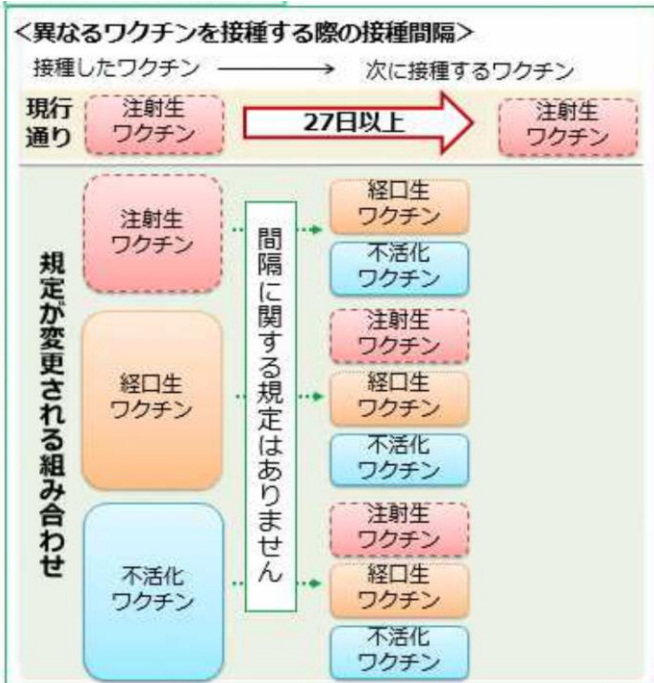 <異なるワクチンを接種する際の接種間隔>
接種したワクチン → 次に接種するワクチン
現行
通り
注射生
ワクチン
27日以上
注射生
ワクチン
規定が変更される組み合わせ
注射生
ワクチン
経口生
ワクチン
不活化
ワクチン
間隔に関する規定はありません
経口生
ワクチン
不活化
ワクチン
注射生
ワクチン
経口生
ワクチン
不活化
ワクチン
注射生
ワクチン
経口生
ワクチン
不活化
ワクチン